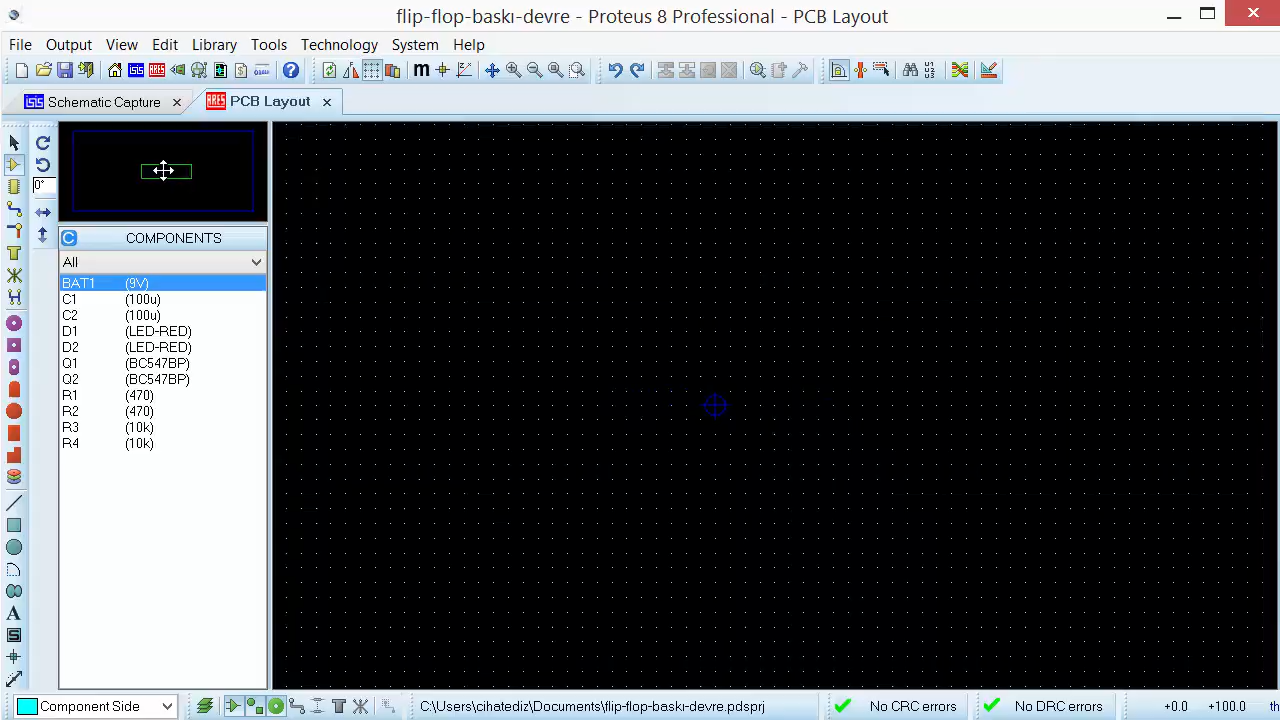 flip-flop-baskı-devre - Proteus 8 Professional - PCB Layout
File Output View Edit Library Tools Technology System Help
Schematic Capture PCB Layout
0°
COMPONENTS
All
BAT1 (9V)
C1 (100u)
C2 (100u)
D1 (LED-RED)
D2 (LED-RED)
Q1 (BC547BP)
Q2 (BC547BP)
R1 (470)
R2 (470)
R3 (10k)
R4 (10k)
Component Side C:\Users\cihatediz\Documents\flip-flop-baskı-devre.pdsprj No CRC errors No DRC errors +0.0 +100.0 th